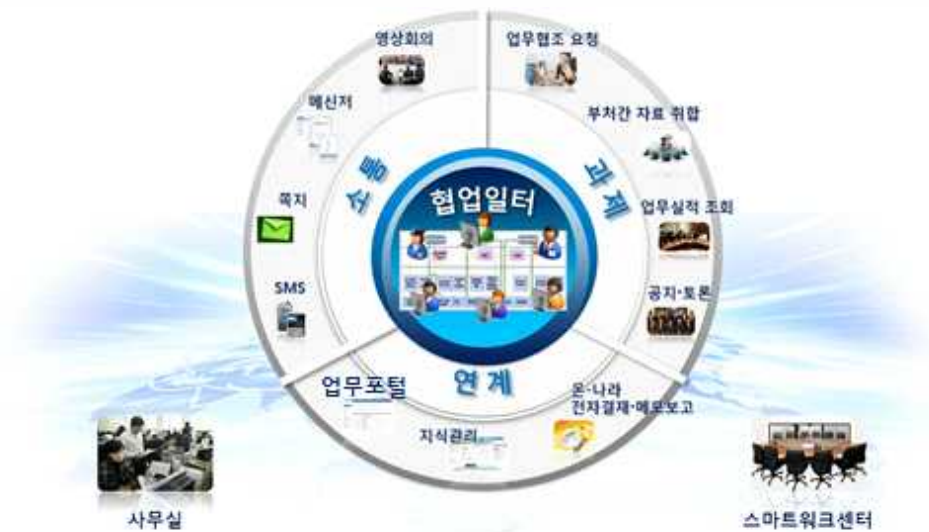 영상회의
업무협조 요청
메신저
부처간 자료 취합
소통
과제
협업일터
쪽지
업무실적 조회
SMS
공지·토론
연계
업무포털
온-나라
전자결재·메모보고
지식관리
사무실
스마트워크센터